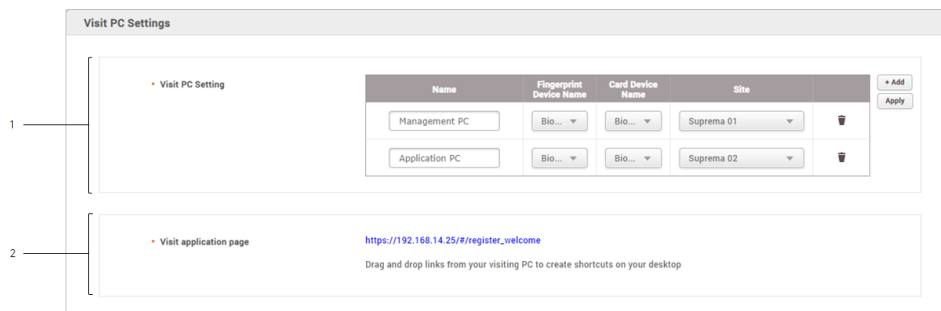 Visit PC Settings
1
• Visit PC Setting
Name
Fingerprint Device Name
Card Device Name
Site
+ Add
Apply
Management PC
Bio...
Bio...
Suprema 01
Application PC
Bio...
Bio...
Suprema 02
2
• Visit application page
https://192.168.14.25/#/register_welcome
Drag and drop links from your visiting PC to create shortcuts on your desktop